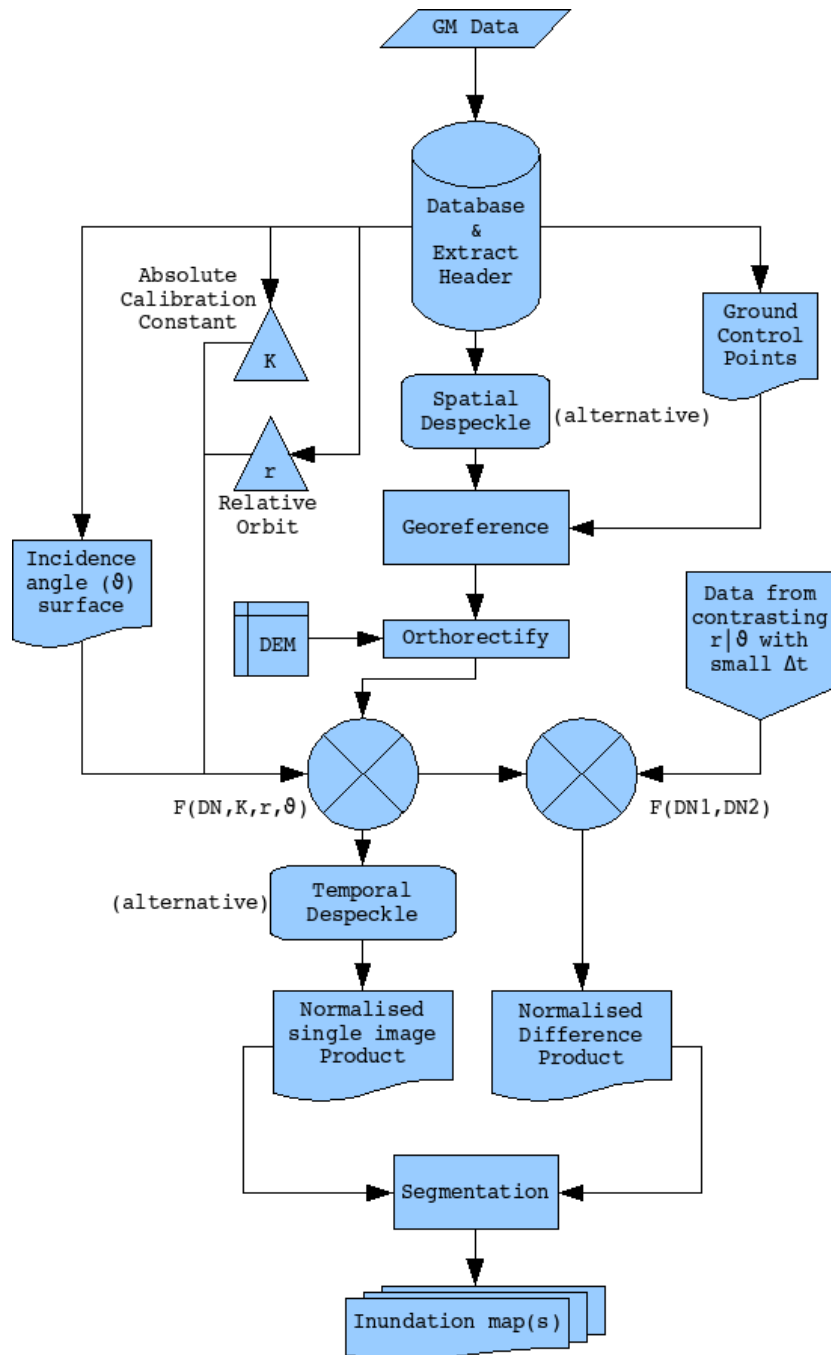 GM Data
Database
&
Extract
Header
Absolute
Calibration
Constant
K
Ground
Control
Points
Spatial
Despeckle
(alternative)
r
Relative
Orbit
Georeference
Incidence
angle (ϑ)
surface
DEM
Orthorectify
Data from
contrasting
r|ϑ with
small Δt
F(DN,K,r,ϑ)
F(DN1,DN2)
(alternative)
Temporal
Despeckle
Normalised
single image
Product
Normalised
Difference
Product
Segmentation
Inundation map(s)